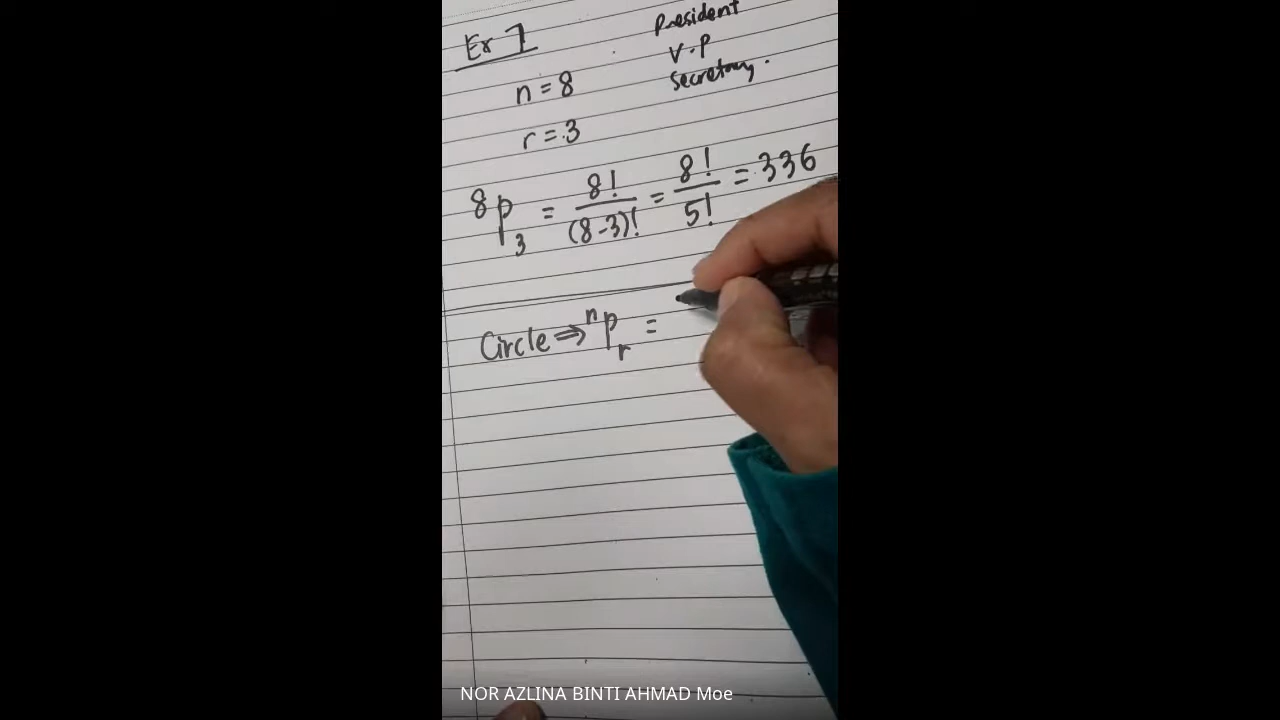 Ex 7
President
V.P
Secretary.
n = 8
r = 3
8P3 = 8!/(8-3)! = 8!/5! = 336
Circle ⇒ nPr =
NOR AZLINA BINTI AHMAD Moe